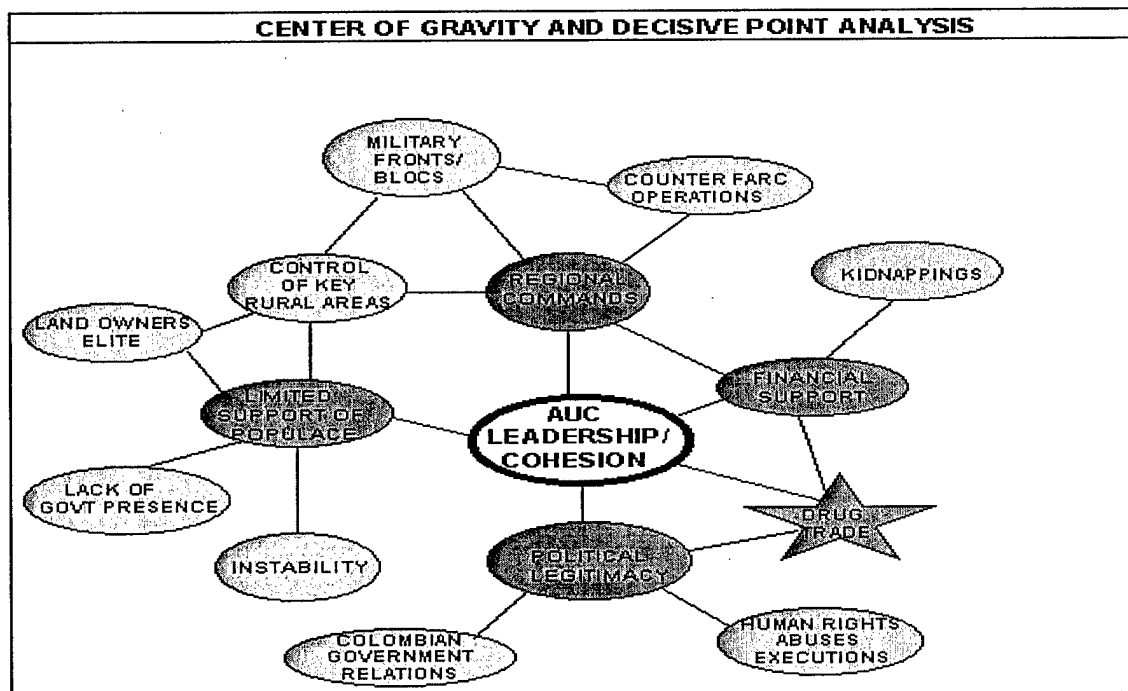 CENTER OF GRAVITY AND DECISIVE POINT ANALYSIS
MILITARY
FRONTS/
BLOCS
COUNTER FARC
OPERATIONS
CONTROL
OF KEY
RURAL AREAS
REGIONAL
COMMANDS
KIDNAPPINGS
LAND OWNERS
ELITE
FINANCIAL
SUPPORT
LIMITED
SUPPORT OF
POPULACE
AUC
LEADERSHIP/
COHESION
LACK OF
GOVT PRESENCE
DRUG
TRADE
INSTABILITY
POLITICAL
LEGITIMACY
COLOMBIAN
GOVERNMENT
RELATIONS
HUMAN RIGHTS
ABUSES
EXECUTIONS